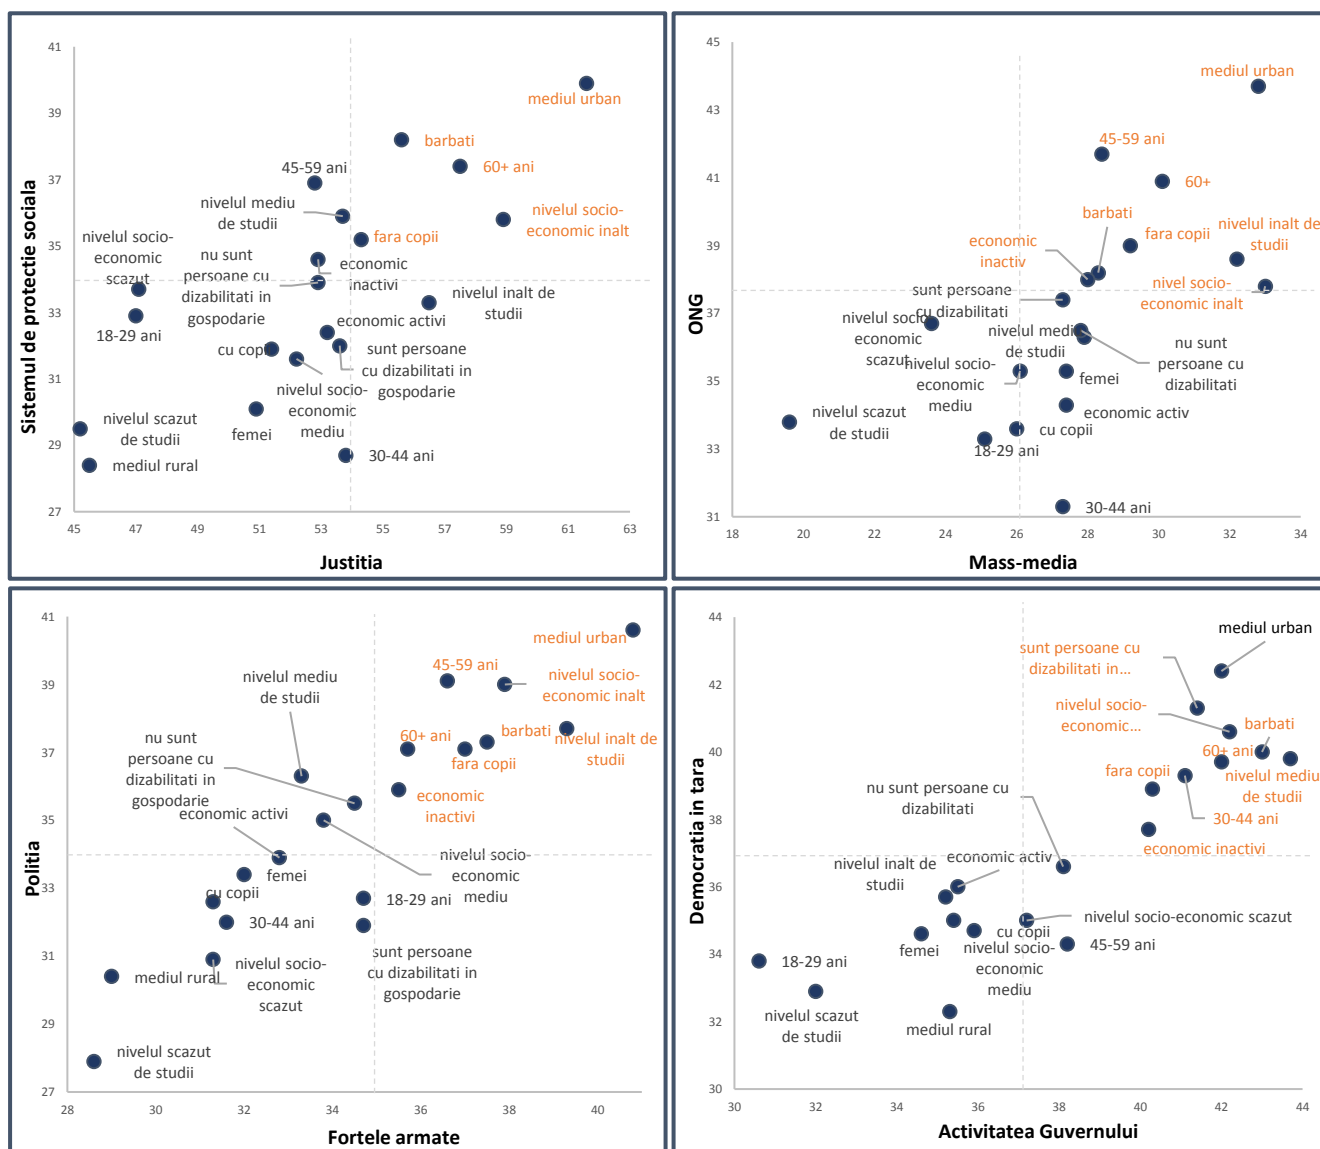 41
39
37
35
33
31
29
27
Sistemul de protectie sociala
mediul urban
barbati
60+ ani
45-59 ani
nivelul mediu
de studii
nivelul socio-
economic inalt
fara copii
nivelul socio-
economic
scazut
nu sunt
persoane cu
dizabilitati in
gospodarie
economic
inactivi
nivelul inalt de
studii
18-29 ani
economic activi
cu copii
sunt persoane
cu dizabilitati in
gospodarie
nivelul socio-
economic
mediu
nivelul scazut
de studii
femei
mediul rural
30-44 ani
45 47 49 51 53 55 57 59 61 63
Justitia
45
43
41
39
37
35
33
31
ONG
mediul urban
45-59 ani
60+
barbati
fara copii
nivelul inalt de
studii
economic
inactiv
nivel socio-
economic inalt
sunt persoane
cu dizabilitati
nivelul socio-
economic
scazut
nivelul mediu
de studii
nu sunt
persoane cu
dizabilitati
nivelul socio-
economic
mediu
femei
economic activ
nivelul scazut
de studii
cu copii
18-29 ani
30-44 ani
18 20 22 24 26 28 30 32 34
Mass-media
41
39
37
35
33
31
29
27
Politia
mediul urban
45-59 ani
nivelul socio-
economic inalt
nivelul mediu
de studii
60+ ani
barbati
nivelul inalt de
studii
fara copii
nu sunt
persoane cu
dizabilitati in
gospodarie
economic
inactivi
economic activi
femei
nivelul socio-
economic
mediu
cu copii
18-29 ani
30-44 ani
sunt persoane
cu dizabilitati in
gospodarie
mediul rural
nivelul socio-
economic
scazut
nivelul scazut
de studii
28 30 32 34 36 38 40
Fortele armate
44
42
40
38
36
34
32
30
Democratia in tara
mediul urban
sunt persoane cu
dizabilitati in...
nivelul socio-
economic...
barbati
60+ ani
fara copii
nivelul mediu
de studii
30-44 ani
nu sunt persoane cu
dizabilitati
economic inactivi
nivelul inalt de
studii
economic activ
nivelul socio-economic scazut
cu copii
45-59 ani
femei
nivelul socio-
economic
mediu
18-29 ani
nivelul scazut
de studii
mediul rural
30 32 34 36 38 40 42 44
Activitatea Guvernului